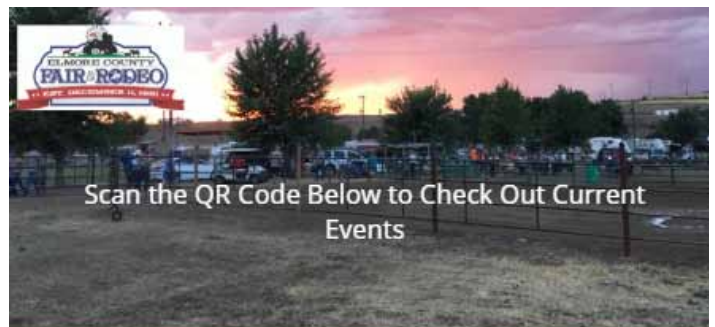 ELMORE COUNTY
FAIR & RODEO
Scan the QR Code Below to Check Out Current
Events